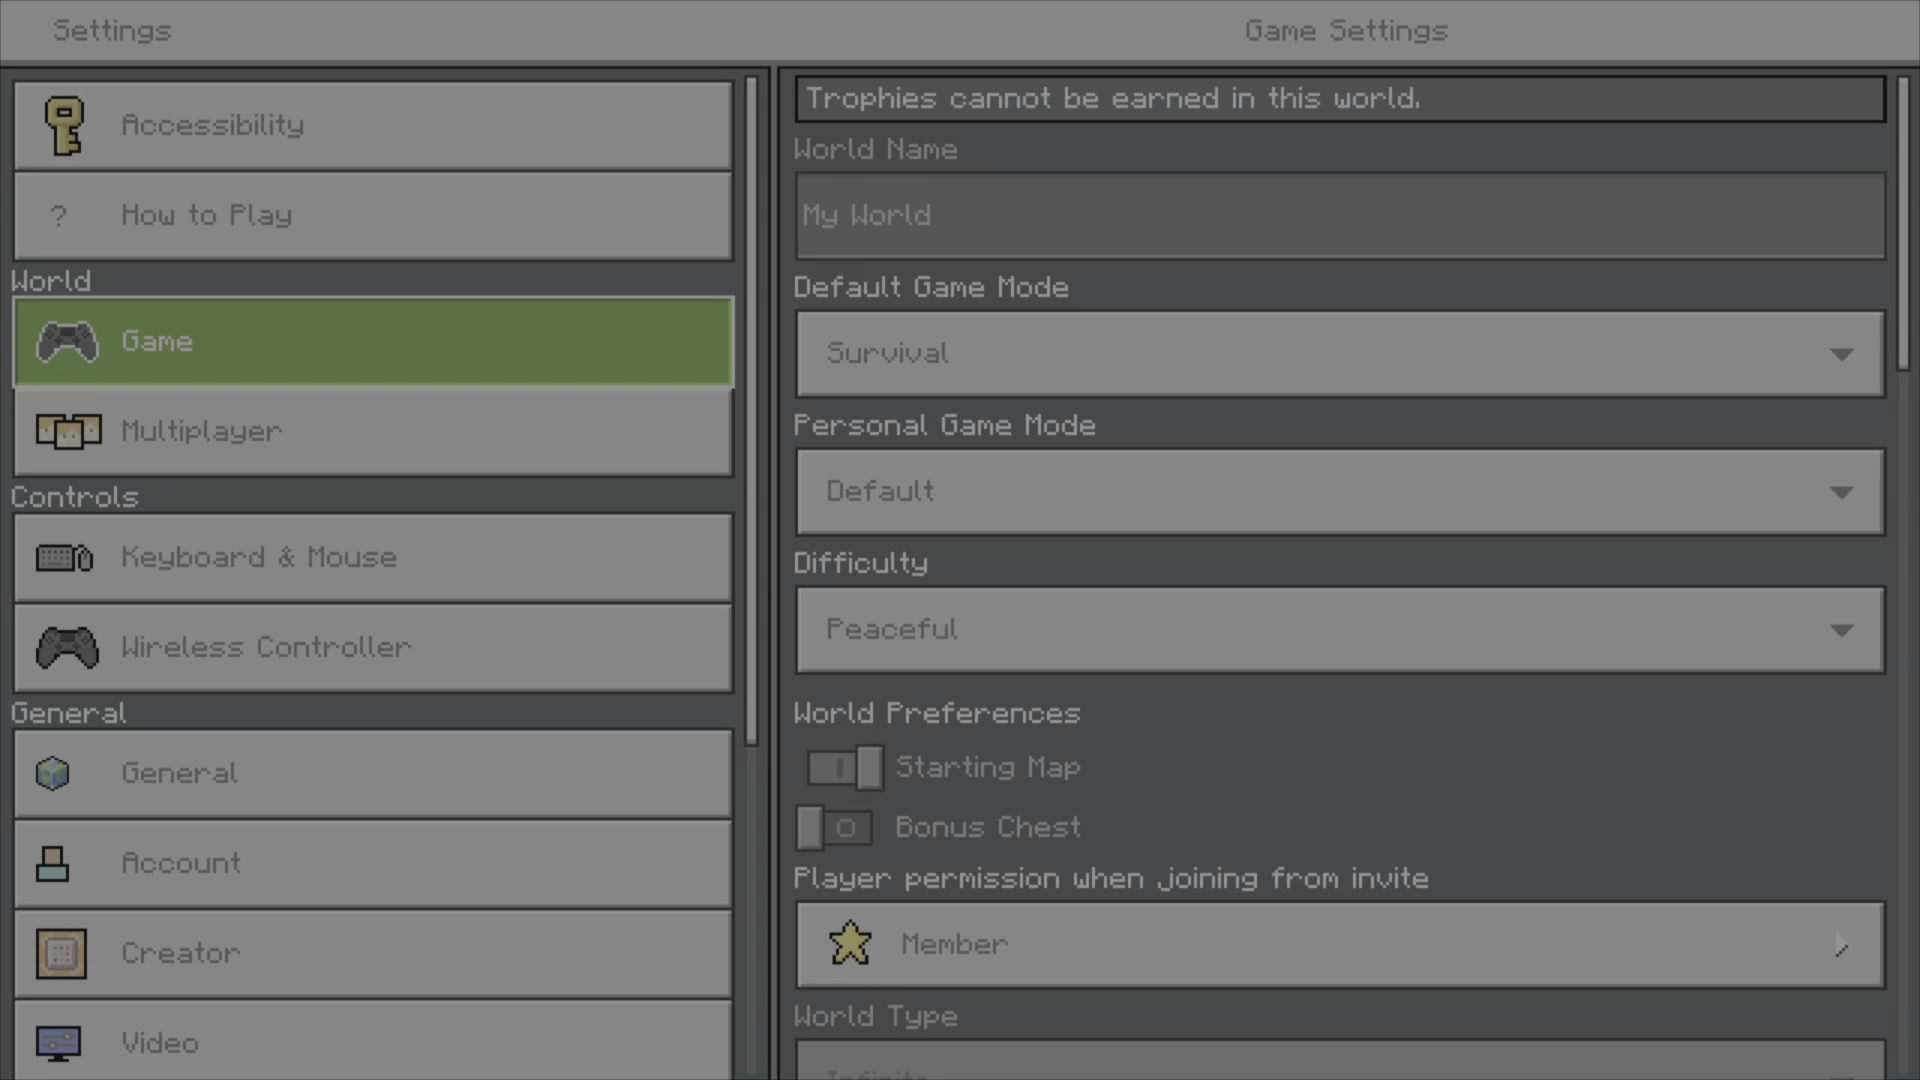 Settings
Game Settings
Accessibility
? How to Play
World
Game
Multiplayer
Controls
Keyboard & Mouse
Wireless Controller
General
General
Account
Creator
Video
Trophies cannot be earned in this world.
World Name
My World
Default Game Mode
Survival
Personal Game Mode
Default
Difficulty
Peaceful
World Preferences
Starting Map
Bonus Chest
Player permission when joining from invite
Member
World Type
Infinite